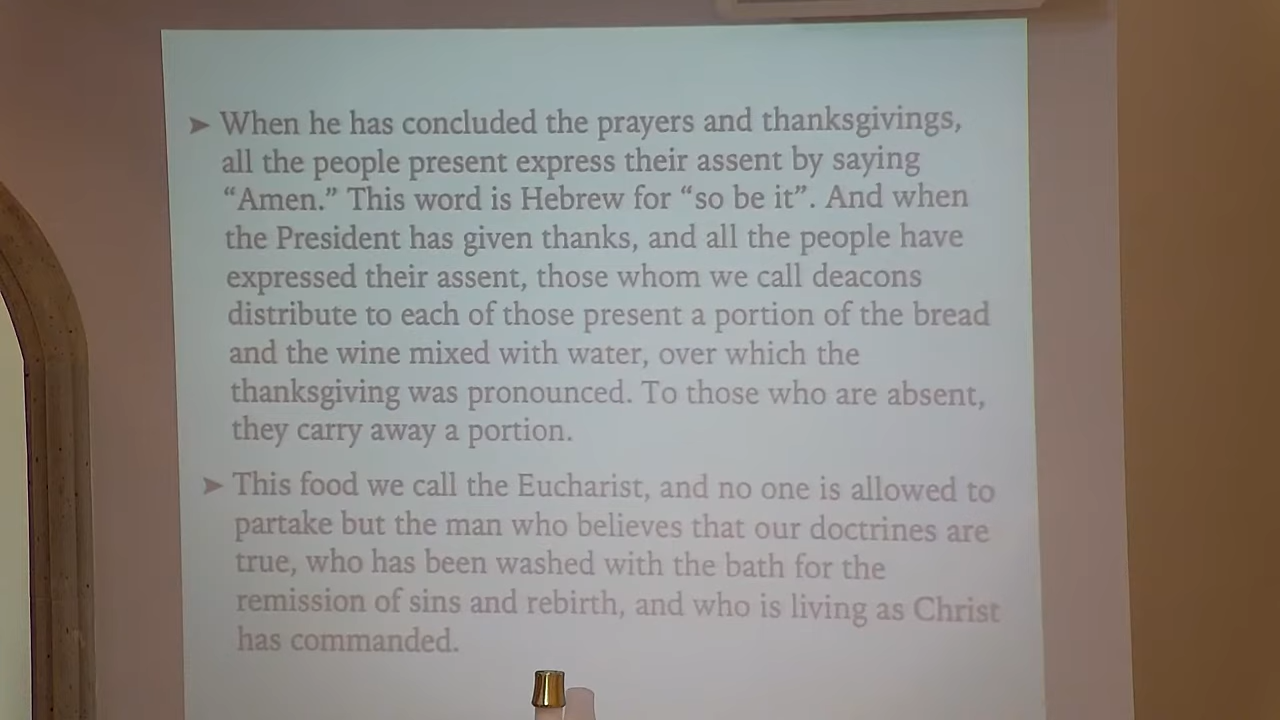 ➤ When he has concluded the prayers and thanksgivings,
all the people present express their assent by saying
“Amen.” This word is Hebrew for “so be it”. And when
the President has given thanks, and all the people have
expressed their assent, those whom we call deacons
distribute to each of those present a portion of the bread
and the wine mixed with water, over which the
thanksgiving was pronounced. To those who are absent,
they carry away a portion.
➤ This food we call the Eucharist, and no one is allowed to
partake but the man who believes that our doctrines are
true, who has been washed with the bath for the
remission of sins and rebirth, and who is living as Christ
has commanded.